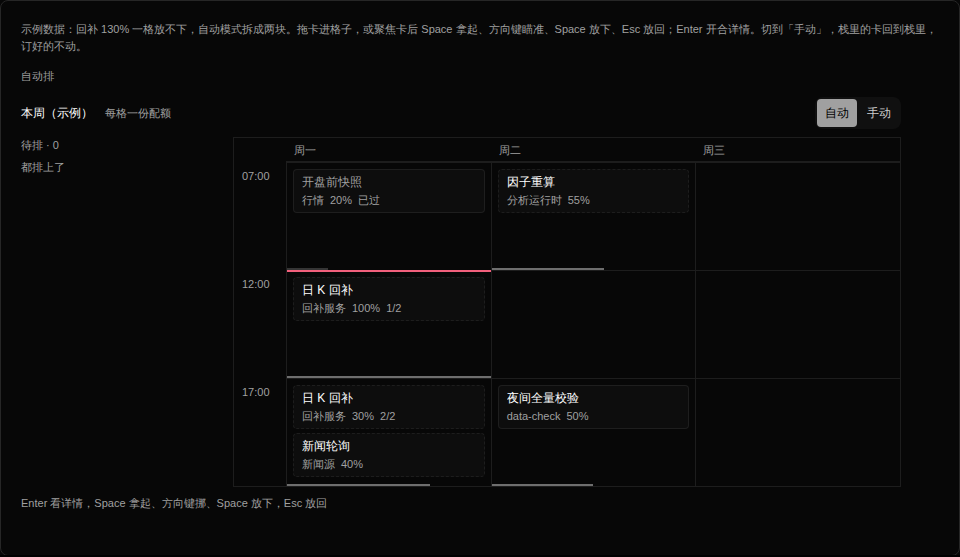 示例数据：回补 130% 一格放不下，自动模式拆成两块。拖卡进格子，或聚焦卡后 Space 拿起、方向键瞄准、Space 放下、Esc 放回；Enter 开合详情。切到「手动」，栈里的卡回到栈里，
订好的不动。
自动排
本周（示例） 每格一份配额
自动 手动
待排 · 0
都排上了
周一 周二 周三
07:00
开盘前快照
行情 20% 已过
因子重算
分析运行时 55%
12:00
日 K 回补
回补服务 100% 1/2
17:00
日 K 回补
回补服务 30% 2/2
新闻轮询
新闻源 40%
夜间全量校验
data-check 50%
Enter 看详情，Space 拿起、方向键挪、Space 放下，Esc 放回